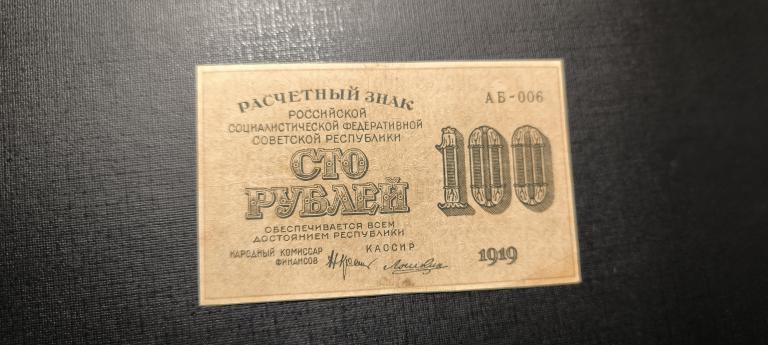 РАСЧЕТНЫЙ ЗНАК
АБ-006
РОССИЙСКОЙ
СОЦИАЛИСТИЧЕСКОЙ ФЕДЕРАТИВНОЙ
СОВЕТСКОЙ РЕСПУБЛИКИ
СТО
РУБЛЕЙ
100
ОБЕСПЕЧИВАЕТСЯ ВСЕМ
ДОСТОЯНИЕМ РЕСПУБЛИКИ
НАРОДНЫЙ КОМИССАР
ФИНАНСОВ
КАССИР
1919